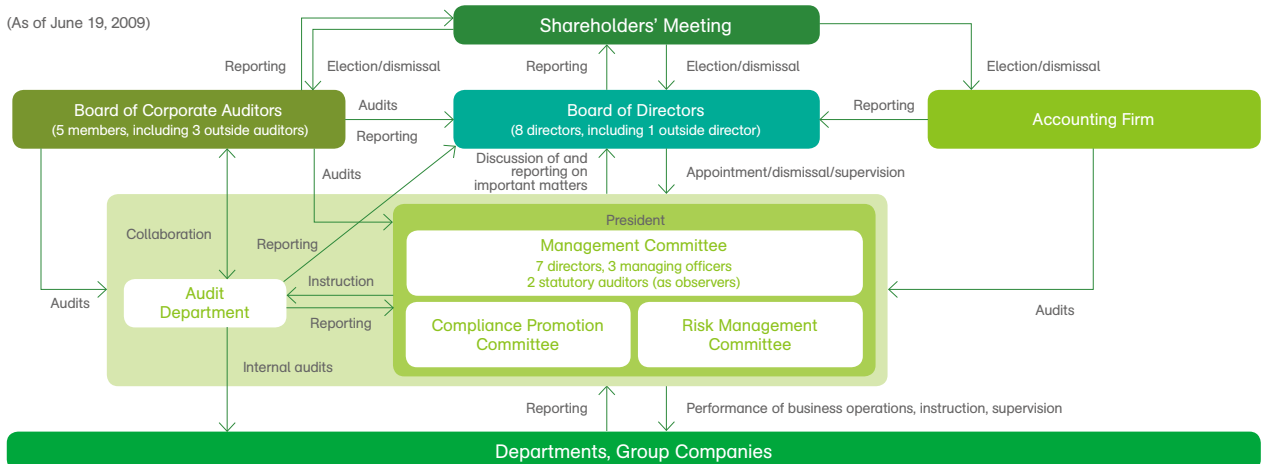 (As of June 19, 2009)
Shareholders' Meeting
Reporting
Election/dismissal
Reporting
Election/dismissal
Election/dismissal
Board of Corporate Auditors
(5 members, including 3 outside auditors)
Audits
Reporting
Board of Directors
(8 directors, including 1 outside director)
Reporting
Accounting Firm
Audits
Discussion of and
reporting on
important matters
Appointment/dismissal/supervision
President
Collaboration
Reporting
Management Committee
7 directors, 3 managing officers
2 statutory auditors (as observers)
Audits
Audit
Department
Instruction
Reporting
Compliance Promotion
Committee
Risk Management
Committee
Audits
Internal audits
Reporting
Performance of business operations, instruction, supervision
Departments, Group Companies